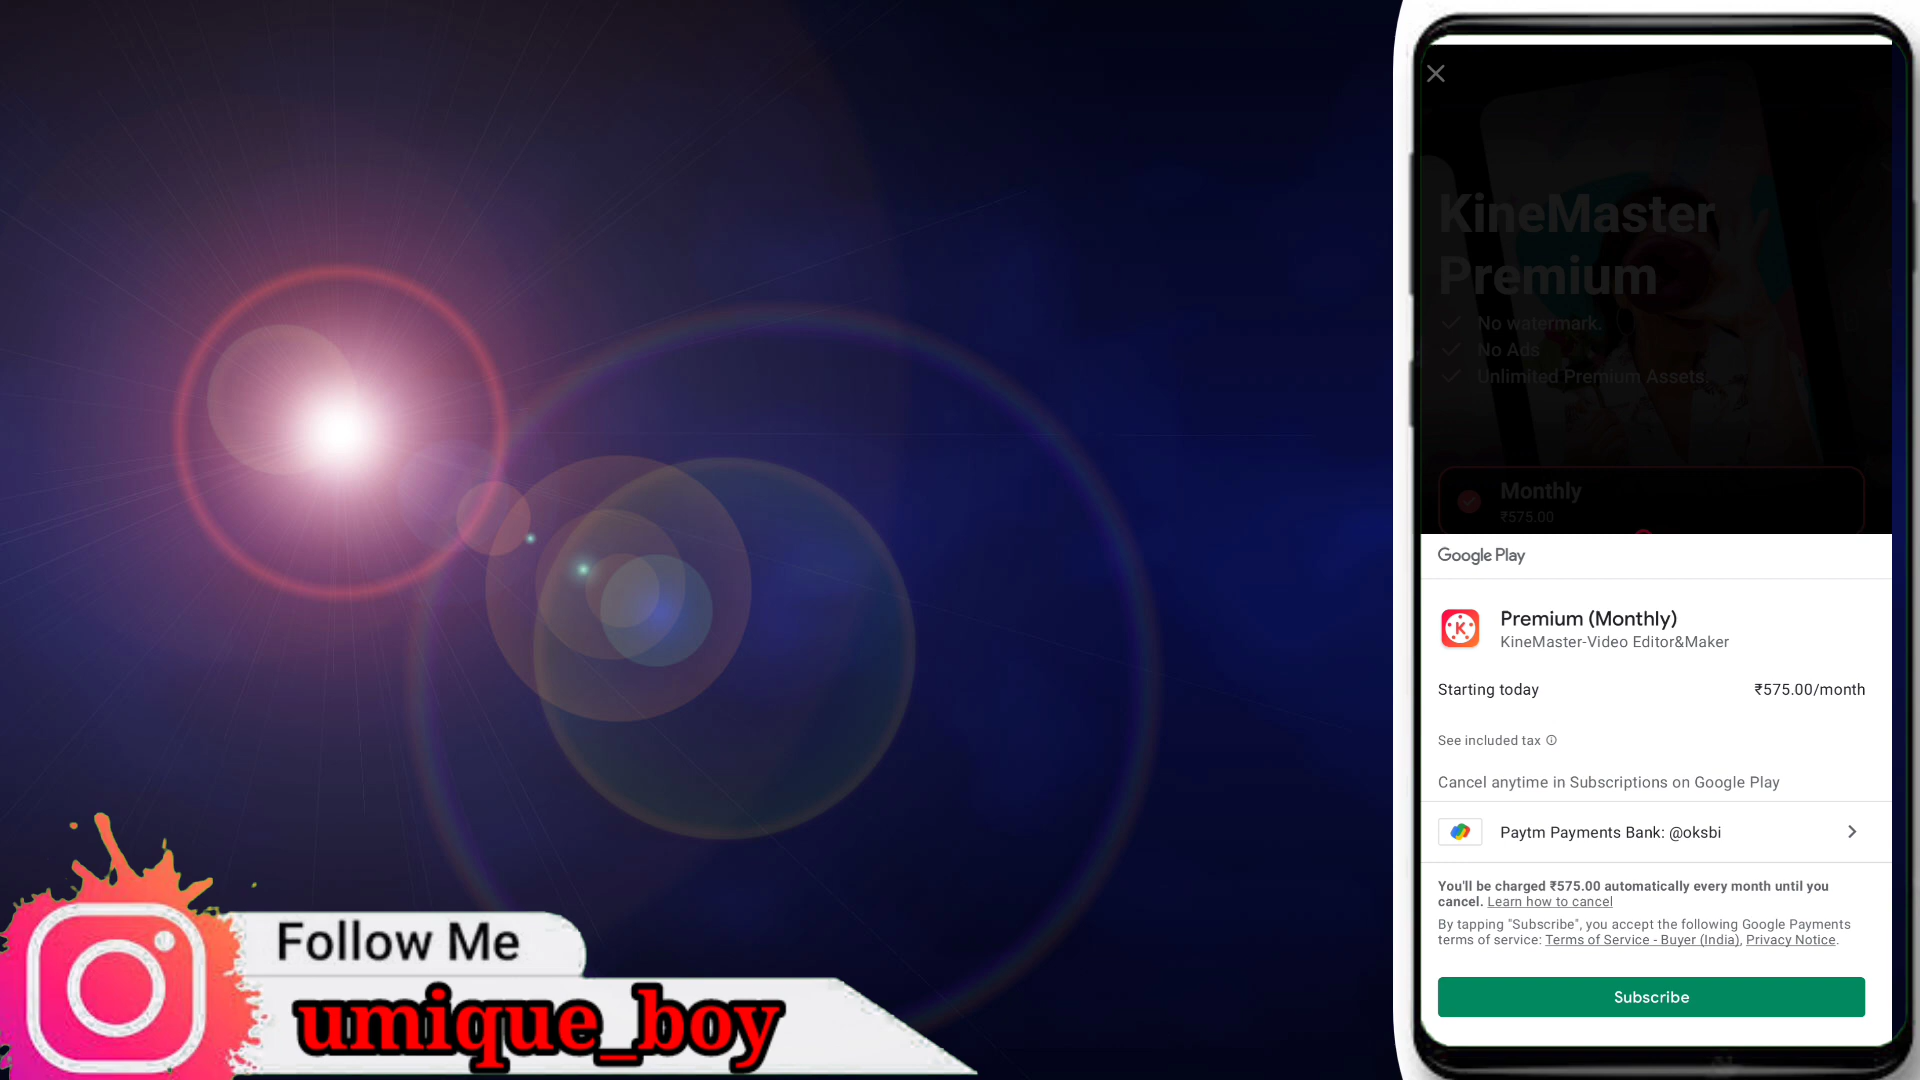 KineMaster
Premium
No watermark.
No Ads
Unlimited Premium Assets.
Monthly
₹575.00
Google Play
Premium (Monthly)
KineMaster-Video Editor&Maker
Starting today ₹575.00/month
See included tax
Cancel anytime in Subscriptions on Google Play
Paytm Payments Bank: @oksbi
You'll be charged ₹575.00 automatically every month until you
cancel. Learn how to cancel
By tapping "Subscribe", you accept the following Google Payments
terms of service: Terms of Service - Buyer (India), Privacy Notice.
Subscribe
Follow Me
umique_boy